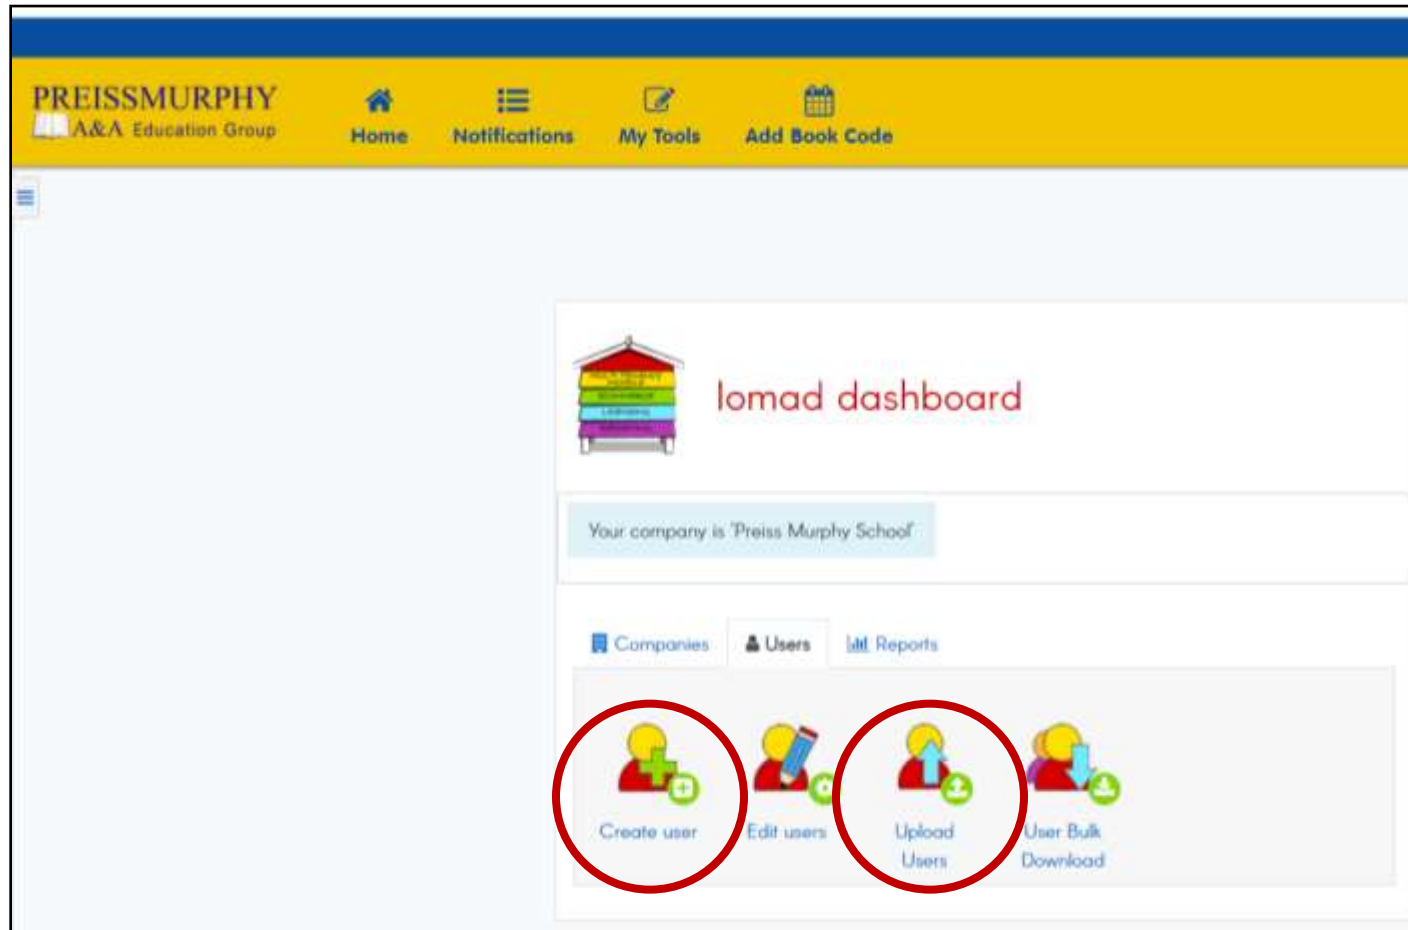 PREISSMURPHY
A&A Education Group
Home
Notifications
My Tools
Add Book Code
Iomad dashboard
Your company is 'Preiss Murphy School'
Companies
Users
Reports
Create user
Edit users
Upload
Users
User Bulk
Download